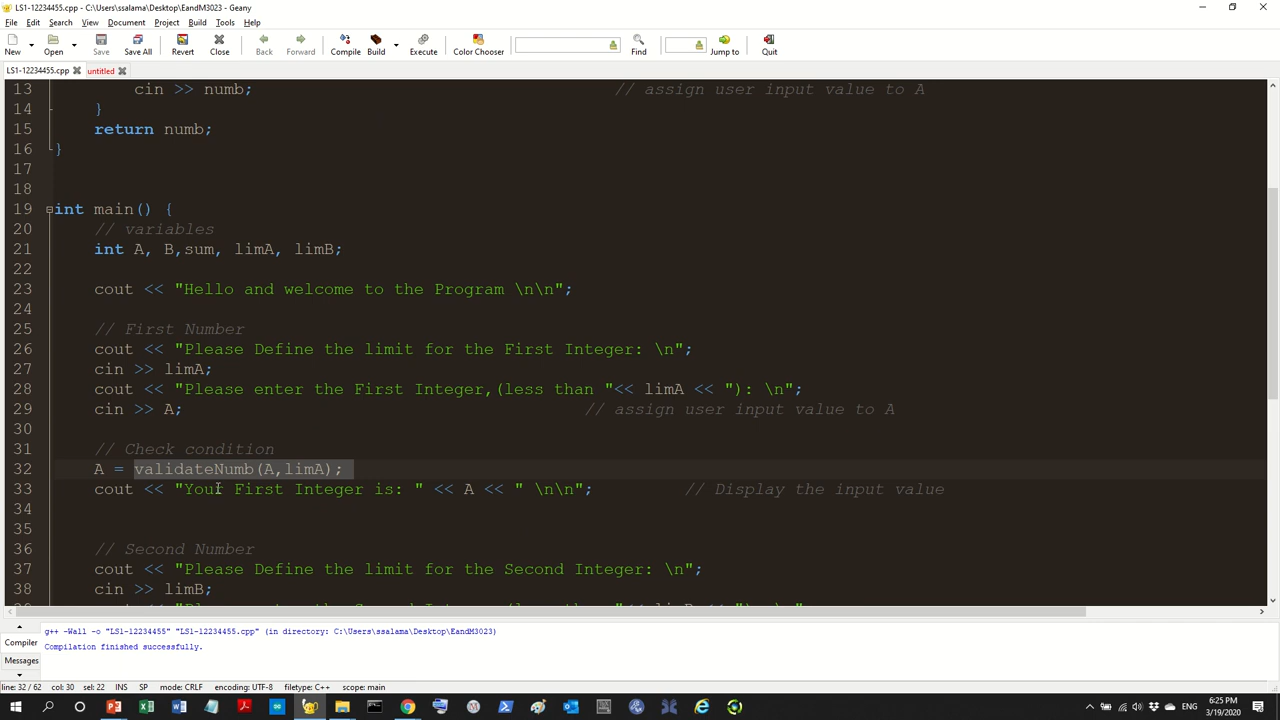 LS1-12234455.cpp - C:\Users\ssalama\Desktop\EandM3023 - Geany
File Edit Search View Document Project Build Tools Help
New Open Save Save All Revert Close Back Forward Compile Build Execute Color Chooser Find Jump to Quit
LS1-12234455.cpp untitled
13 cin >> numb; // assign user input value to A
14 }
15 return numb;
16 }
17
18
19 int main() {
20 // variables
21 int A, B,sum, limA, limB;
22
23 cout << "Hello and welcome to the Program \n\n";
24
25 // First Number
26 cout << "Please Define the limit for the First Integer: \n";
27 cin >> limA;
28 cout << "Please enter the First Integer,(less than "<< limA << "): \n";
29 cin >> A; // assign user input value to A
30
31 // Check condition
32 A = validateNumb(A,limA);
33 cout << "Your First Integer is: " << A << " \n\n"; // Display the input value
34
35
36 // Second Number
37 cout << "Please Define the limit for the Second Integer: \n";
38 cin >> limB;
Compiler
Messages
g++ -Wall -o "LS1-12234455" "LS1-12234455.cpp" (in directory: C:\Users\ssalama\Desktop\EandM3023)
Compilation finished successfully.
line: 32 / 62 col: 30 sel: 22 INS SP mode: CRLF encoding: UTF-8 filetype: C++ scope: main
6:25 PM
3/19/2020